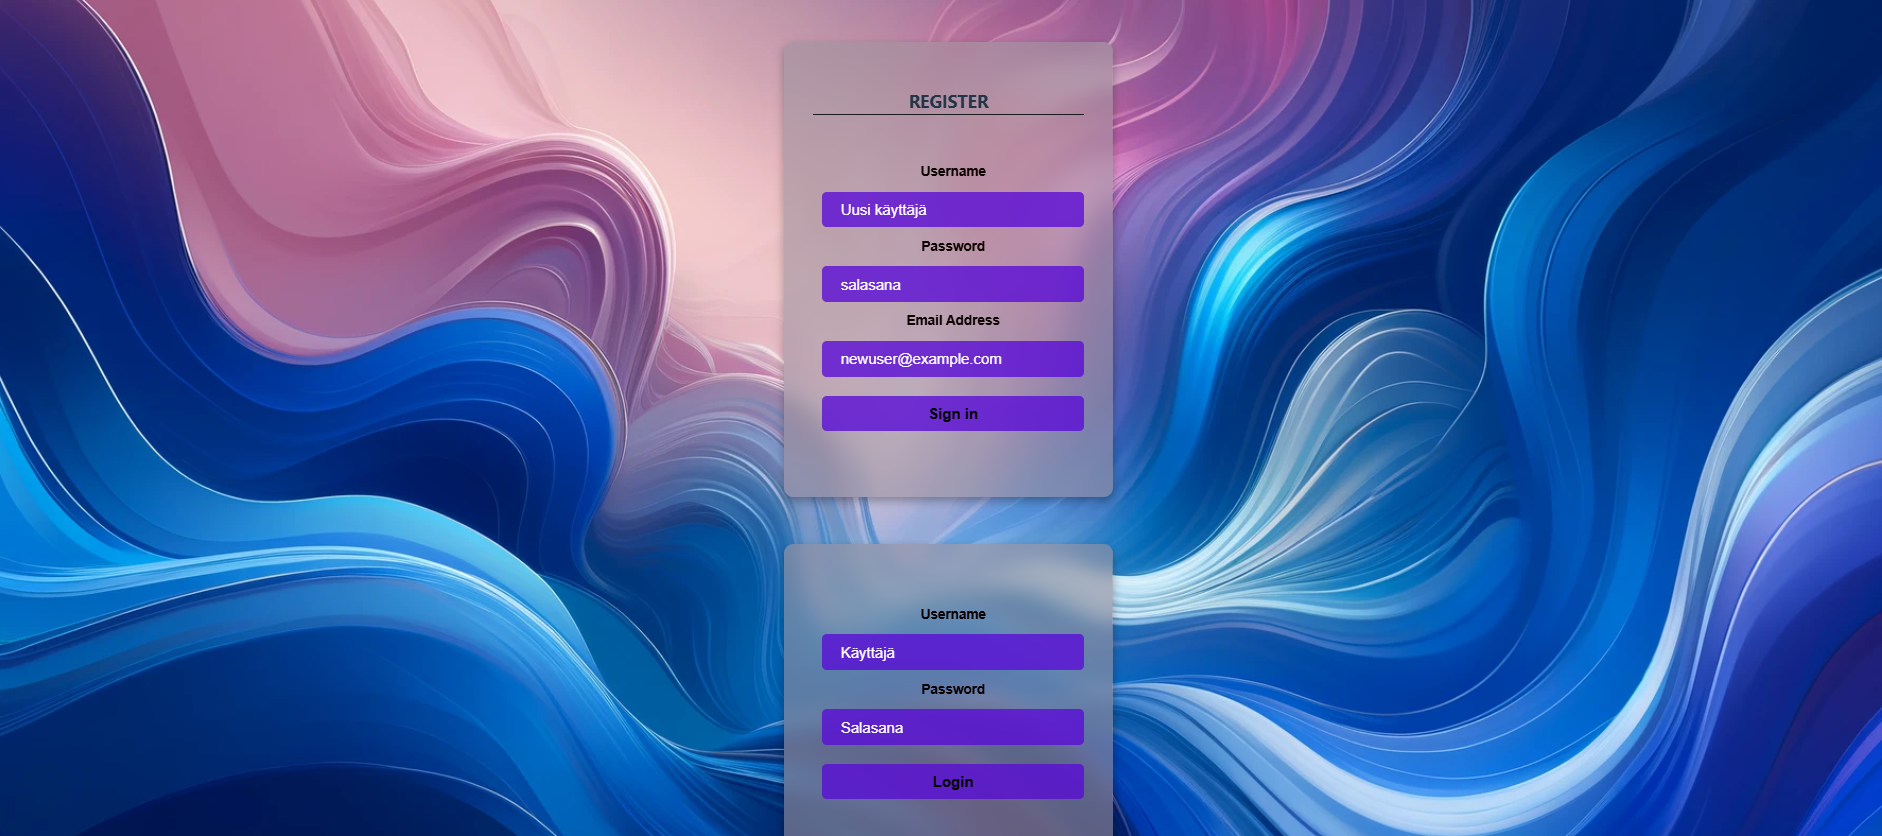 REGISTER
Username
Uusi käyttäjä
Password
salasana
Email Address
newuser@example.com
Sign in
Username
Käyttäjä
Password
Salasana
Login